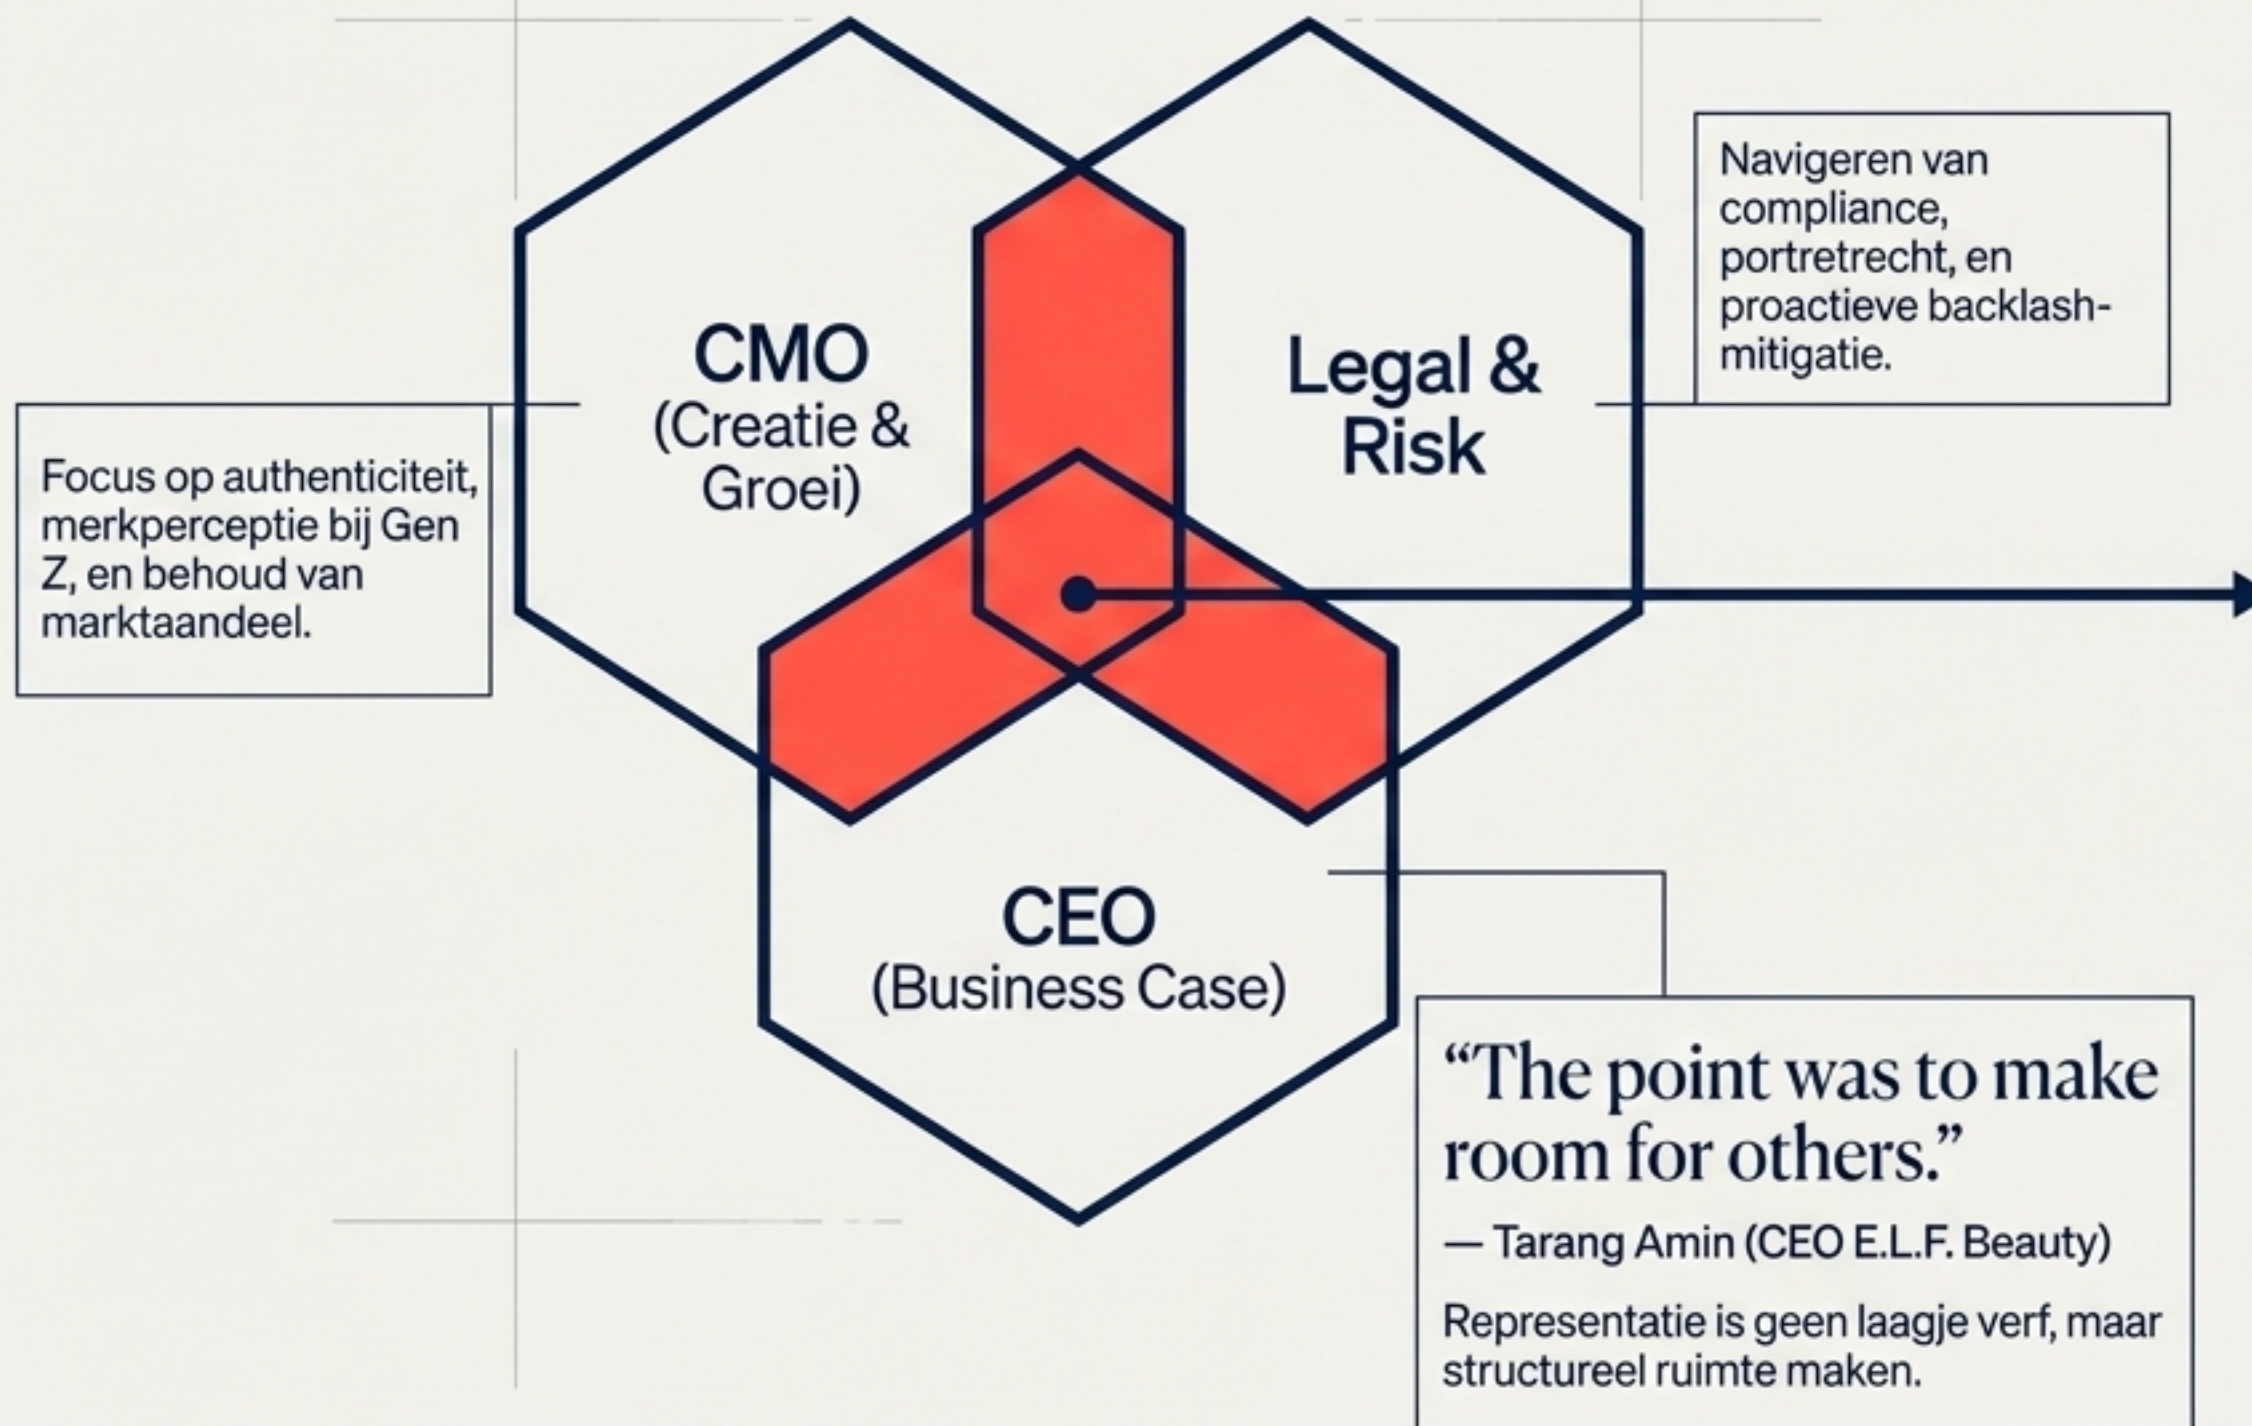 CMO
(Creatie &
Groei)
Legal &
Risk
Navigeren van
compliance,
portretrecht, en
proactieve backlash-
mitigatie.
Focus op authenticiteit,
merkperceptie bij Gen
Z, en behoud van
marktaandeel.
CEO
(Business Case)
“The point was to make
room for others.”
— Tarang Amin (CEO E.L.F. Beauty)
Representatie is geen laagje verf, maar
structureel ruimte maken.